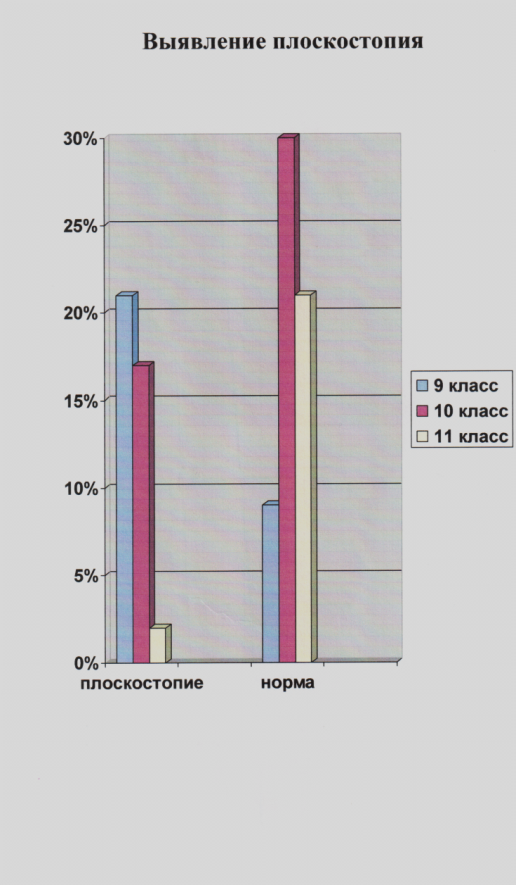 Выявление плоскостопия
30%
25%
20%
15%
10%
5%
0%
плоскостопие норма
9 класс
10 класс
11 класс